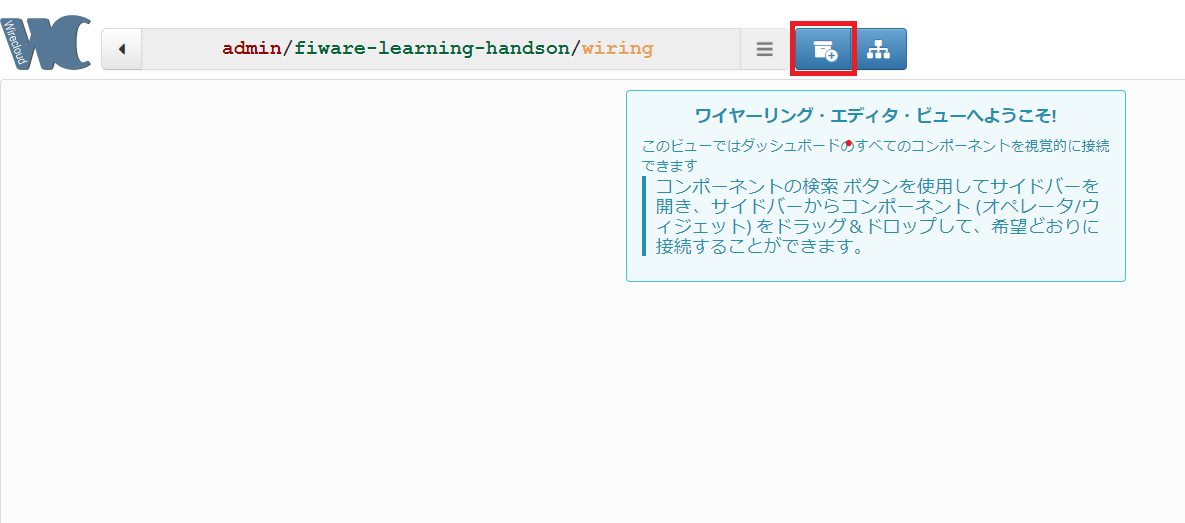 WC
Wirecloud
admin/fiware-learning-handson/wiring
ワイヤーリング・エディタ・ビューへようこそ!
このビューではダッシュボードのすべてのコンポーネントを視覚的に接続
できます
コンポーネントの検索 ボタンを使用してサイドバーを
開き、サイドバーからコンポーネント (オペレータ/ウ
ィジェット) をドラッグ＆ドロップして、希望どおりに
接続することができます。